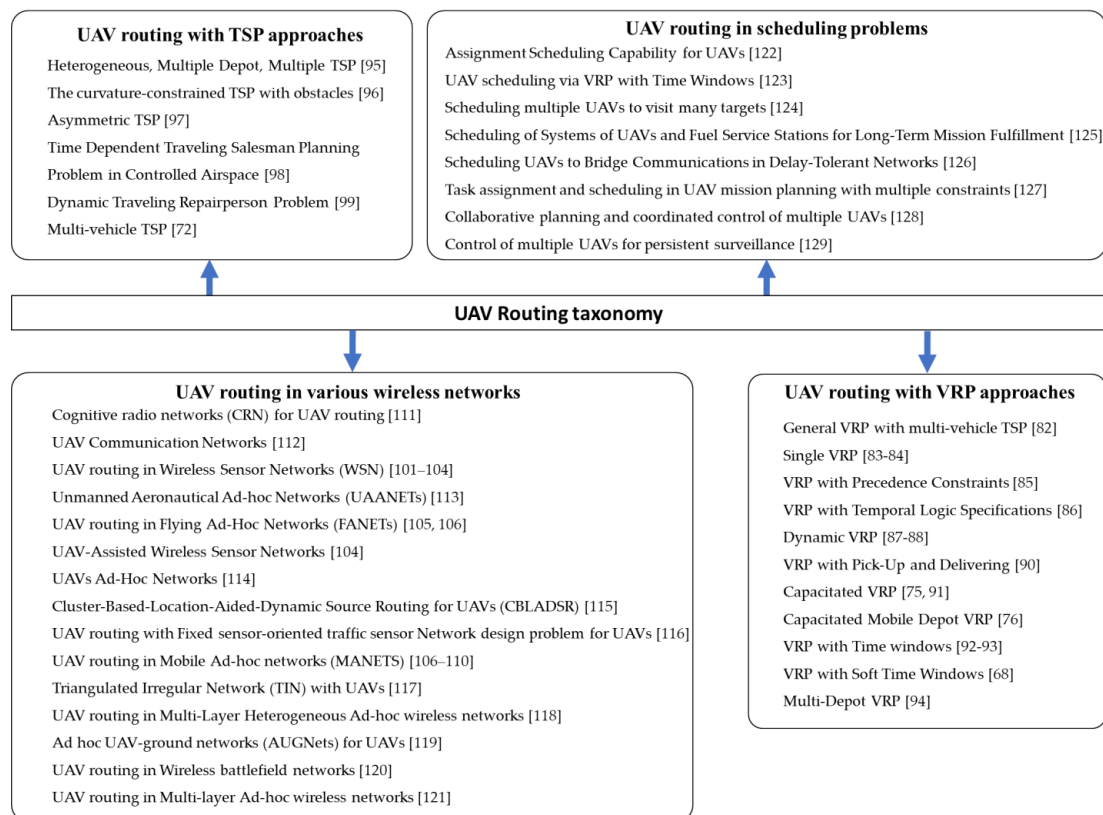 UAV routing with TSP approaches
Heterogeneous, Multiple Depot, Multiple TSP [95]
The curvature-constrained TSP with obstacles [96]
Asymmetric TSP [97]
Time Dependent Traveling Salesman Planning
Problem in Controlled Airspace [98]
Dynamic Traveling Repairperson Problem [99]
Multi-vehicle TSP [72]
UAV routing in scheduling problems
Assignment Scheduling Capability for UAVs [122]
UAV scheduling via VRP with Time Windows [123]
Scheduling multiple UAVs to visit many targets [124]
Scheduling of Systems of UAVs and Fuel Service Stations for Long-Term Mission Fulfillment [125]
Scheduling UAVs to Bridge Communications in Delay-Tolerant Networks [126]
Task assignment and scheduling in UAV mission planning with multiple constraints [127]
Collaborative planning and coordinated control of multiple UAVs [128]
Control of multiple UAVs for persistent surveillance [129]
UAV Routing taxonomy
UAV routing in various wireless networks
Cognitive radio networks (CRN) for UAV routing [111]
UAV Communication Networks [112]
UAV routing in Wireless Sensor Networks (WSN) [101–104]
Unmanned Aeronautical Ad-hoc Networks (UAANETs) [113]
UAV routing in Flying Ad-Hoc Networks (FANETs) [105, 106]
UAV-Assisted Wireless Sensor Networks [104]
UAVs Ad-Hoc Networks [114]
Cluster-Based-Location-Aided-Dynamic Source Routing for UAVs (CBLADSR) [115]
UAV routing with Fixed sensor-oriented traffic sensor Network design problem for UAVs [116]
UAV routing in Mobile Ad-hoc networks (MANETS) [106–110]
Triangulated Irregular Network (TIN) with UAVs [117]
UAV routing in Multi-Layer Heterogeneous Ad-hoc wireless networks [118]
Ad hoc UAV-ground networks (AUGNets) for UAVs [119]
UAV routing in Wireless battlefield networks [120]
UAV routing in Multi-layer Ad-hoc wireless networks [121]
UAV routing with VRP approaches
General VRP with multi-vehicle TSP [82]
Single VRP [83-84]
VRP with Precedence Constraints [85]
VRP with Temporal Logic Specifications [86]
Dynamic VRP [87-88]
VRP with Pick-Up and Delivering [90]
Capacitated VRP [75, 91]
Capacitated Mobile Depot VRP [76]
VRP with Time windows [92-93]
VRP with Soft Time Windows [68]
Multi-Depot VRP [94]